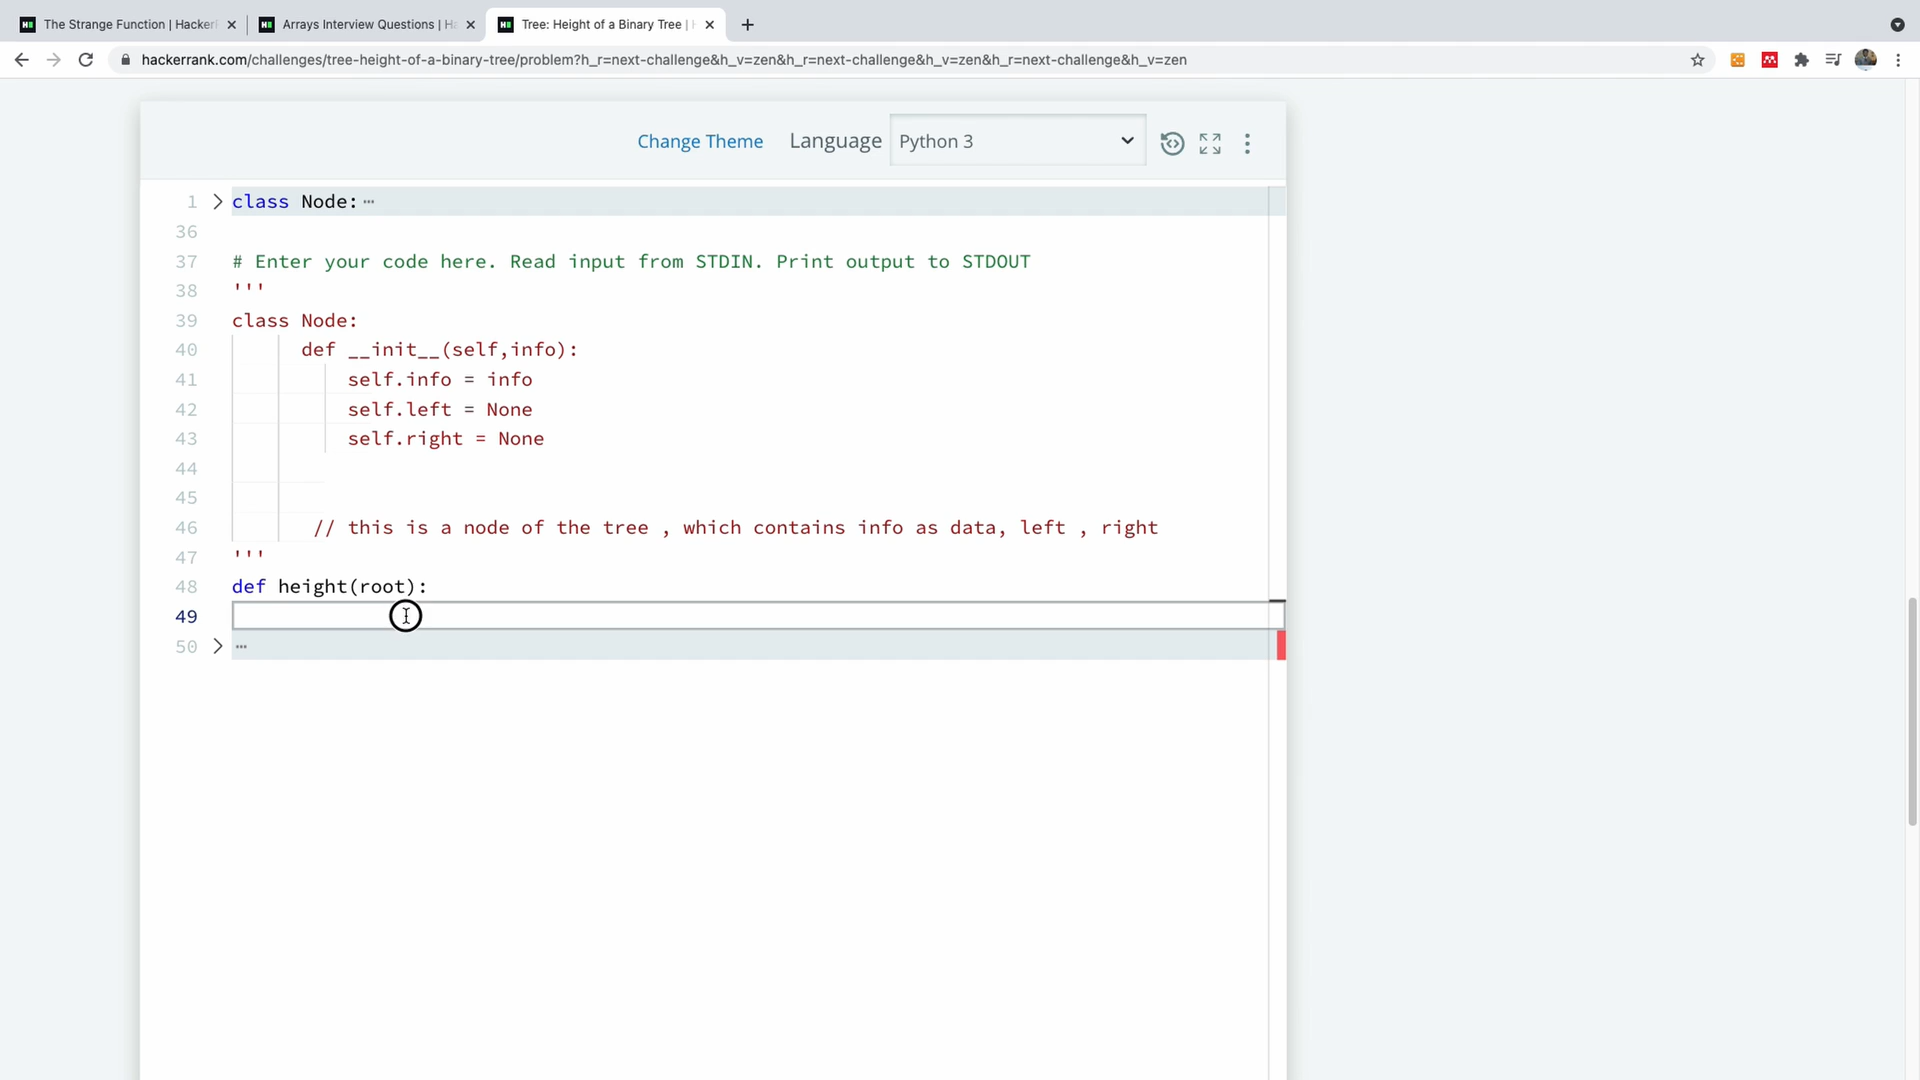 The Strange Function | Hacker
Arrays Interview Questions | Ha
Tree: Height of a Binary Tree |
hackerrank.com/challenges/tree-height-of-a-binary-tree/problem?h_r=next-challenge&h_v=zen&h_r=next-challenge&h_v=zen&h_r=next-challenge&h_v=zen
Change Theme Language Python 3
1 class Node:
36
37 # Enter your code here. Read input from STDIN. Print output to STDOUT
38 '''
39 class Node:
40 def __init__(self,info):
41 self.info = info
42 self.left = None
43 self.right = None
44
45
46 // this is a node of the tree , which contains info as data, left , right
47 '''
48 def height(root):
49
50